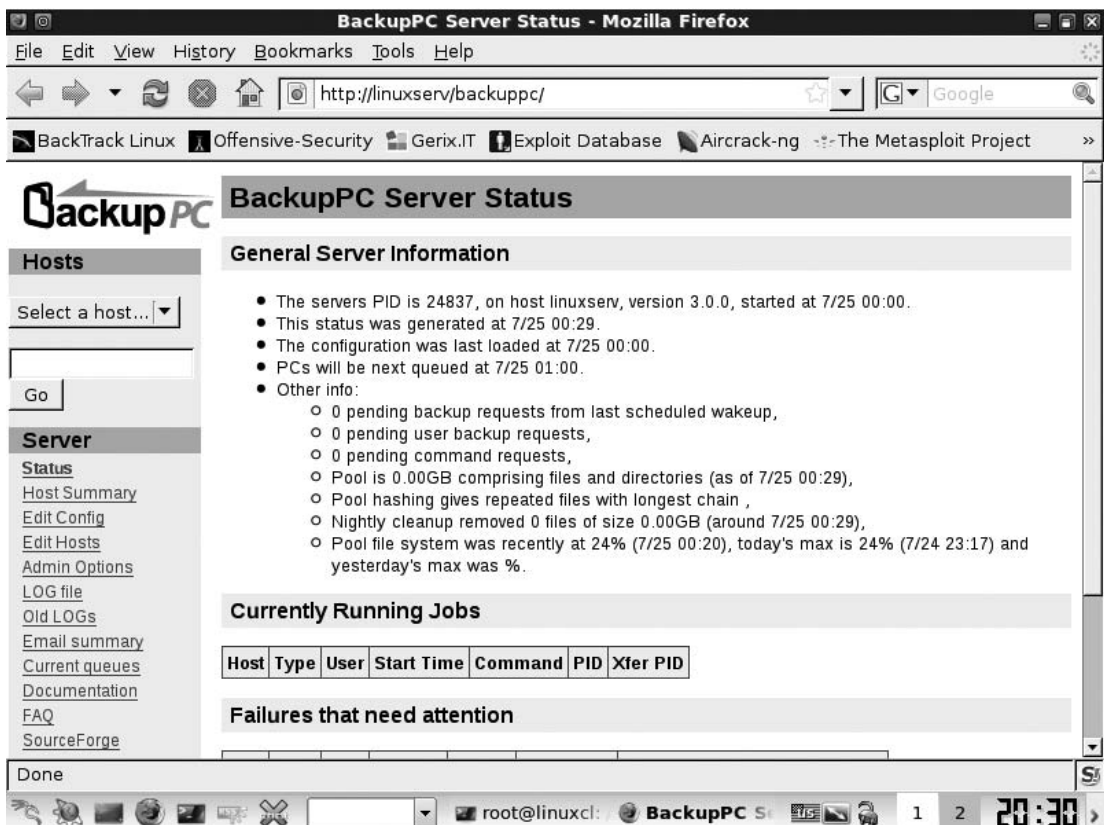 BackupPC Server Status - Mozilla Firefox
File Edit View History Bookmarks Tools Help
http://linuxserv/backuppc/
G Google
BackTrack Linux Offensive-Security Gerix.IT Exploit Database Aircrack-ng The Metasploit Project »
BackupPC
BackupPC Server Status
General Server Information
Hosts
Select a host...
Go
The servers PID is 24837, on host linuxserv, version 3.0.0, started at 7/25 00:00.
This status was generated at 7/25 00:29.
The configuration was last loaded at 7/25 00:00.
PCs will be next queued at 7/25 01:00.
Other info:
0 pending backup requests from last scheduled wakeup,
0 pending user backup requests,
0 pending command requests,
Pool is 0.00GB comprising files and directories (as of 7/25 00:29),
Pool hashing gives repeated files with longest chain ,
Nightly cleanup removed 0 files of size 0.00GB (around 7/25 00:29),
Pool file system was recently at 24% (7/25 00:20), today's max is 24% (7/24 23:17) and
yesterday's max was %.
Server
Status
Host Summary
Edit Config
Edit Hosts
Admin Options
LOG file
Old LOGs
Email summary
Current queues
Documentation
FAQ
SourceForge
Currently Running Jobs
Host Type User Start Time Command PID Xfer PID
Failures that need attention
Done
root@linuxcl: BackupPC S 1 2 20:30